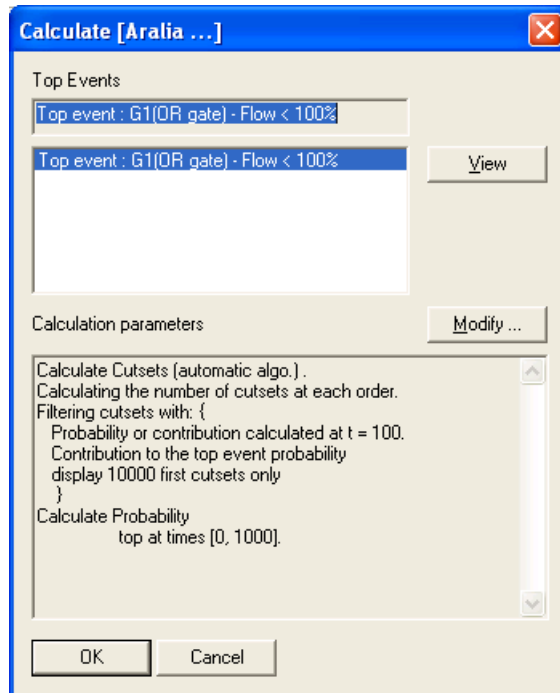 Calculate [Aralia ...]
Top Events
Top event : G1(OR gate) - Flow < 100%
Top event : G1(OR gate) - Flow < 100%
View
Calculation parameters
Modify ...
Calculate Cutsets (automatic algo.) .
Calculating the number of cutsets at each order.
Filtering cutsets with: {
Probability or contribution calculated at t = 100.
Contribution to the top event probability
display 10000 first cutsets only
}
Calculate Probability
top at times [0, 1000].
OK
Cancel